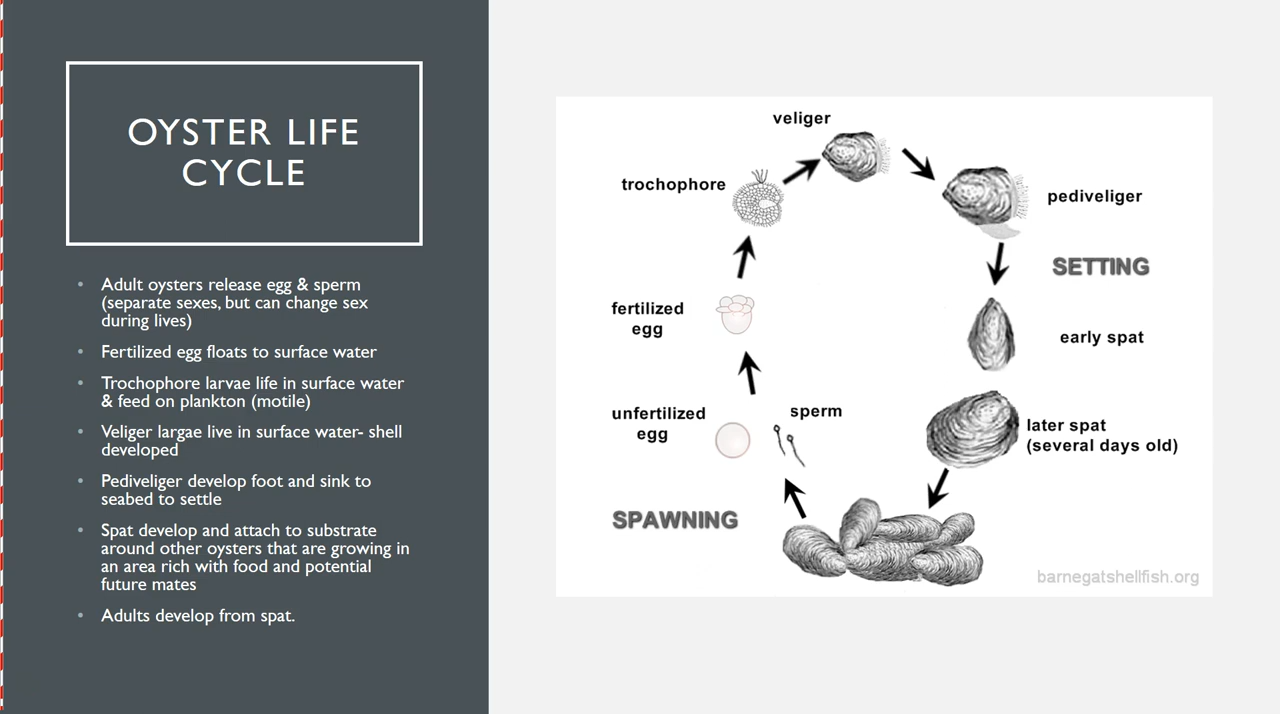 OYSTER LIFE
CYCLE
Adult oysters release egg & sperm
(separate sexes, but can change sex
during lives)
Fertilized egg floats to surface water
Trochophore larvae life in surface water
& feed on plankton (motile)
Veliger largae live in surface water- shell
developed
Pediveliger develop foot and sink to
seabed to settle
Spat develop and attach to substrate
around other oysters that are growing in
an area rich with food and potential
future mates
Adults develop from spat.
veliger
trochophore
pediveliger
SETTING
fertilized
egg
early spat
unfertilized
egg
sperm
later spat
(several days old)
SPAWNING
barnegatshellfish.org